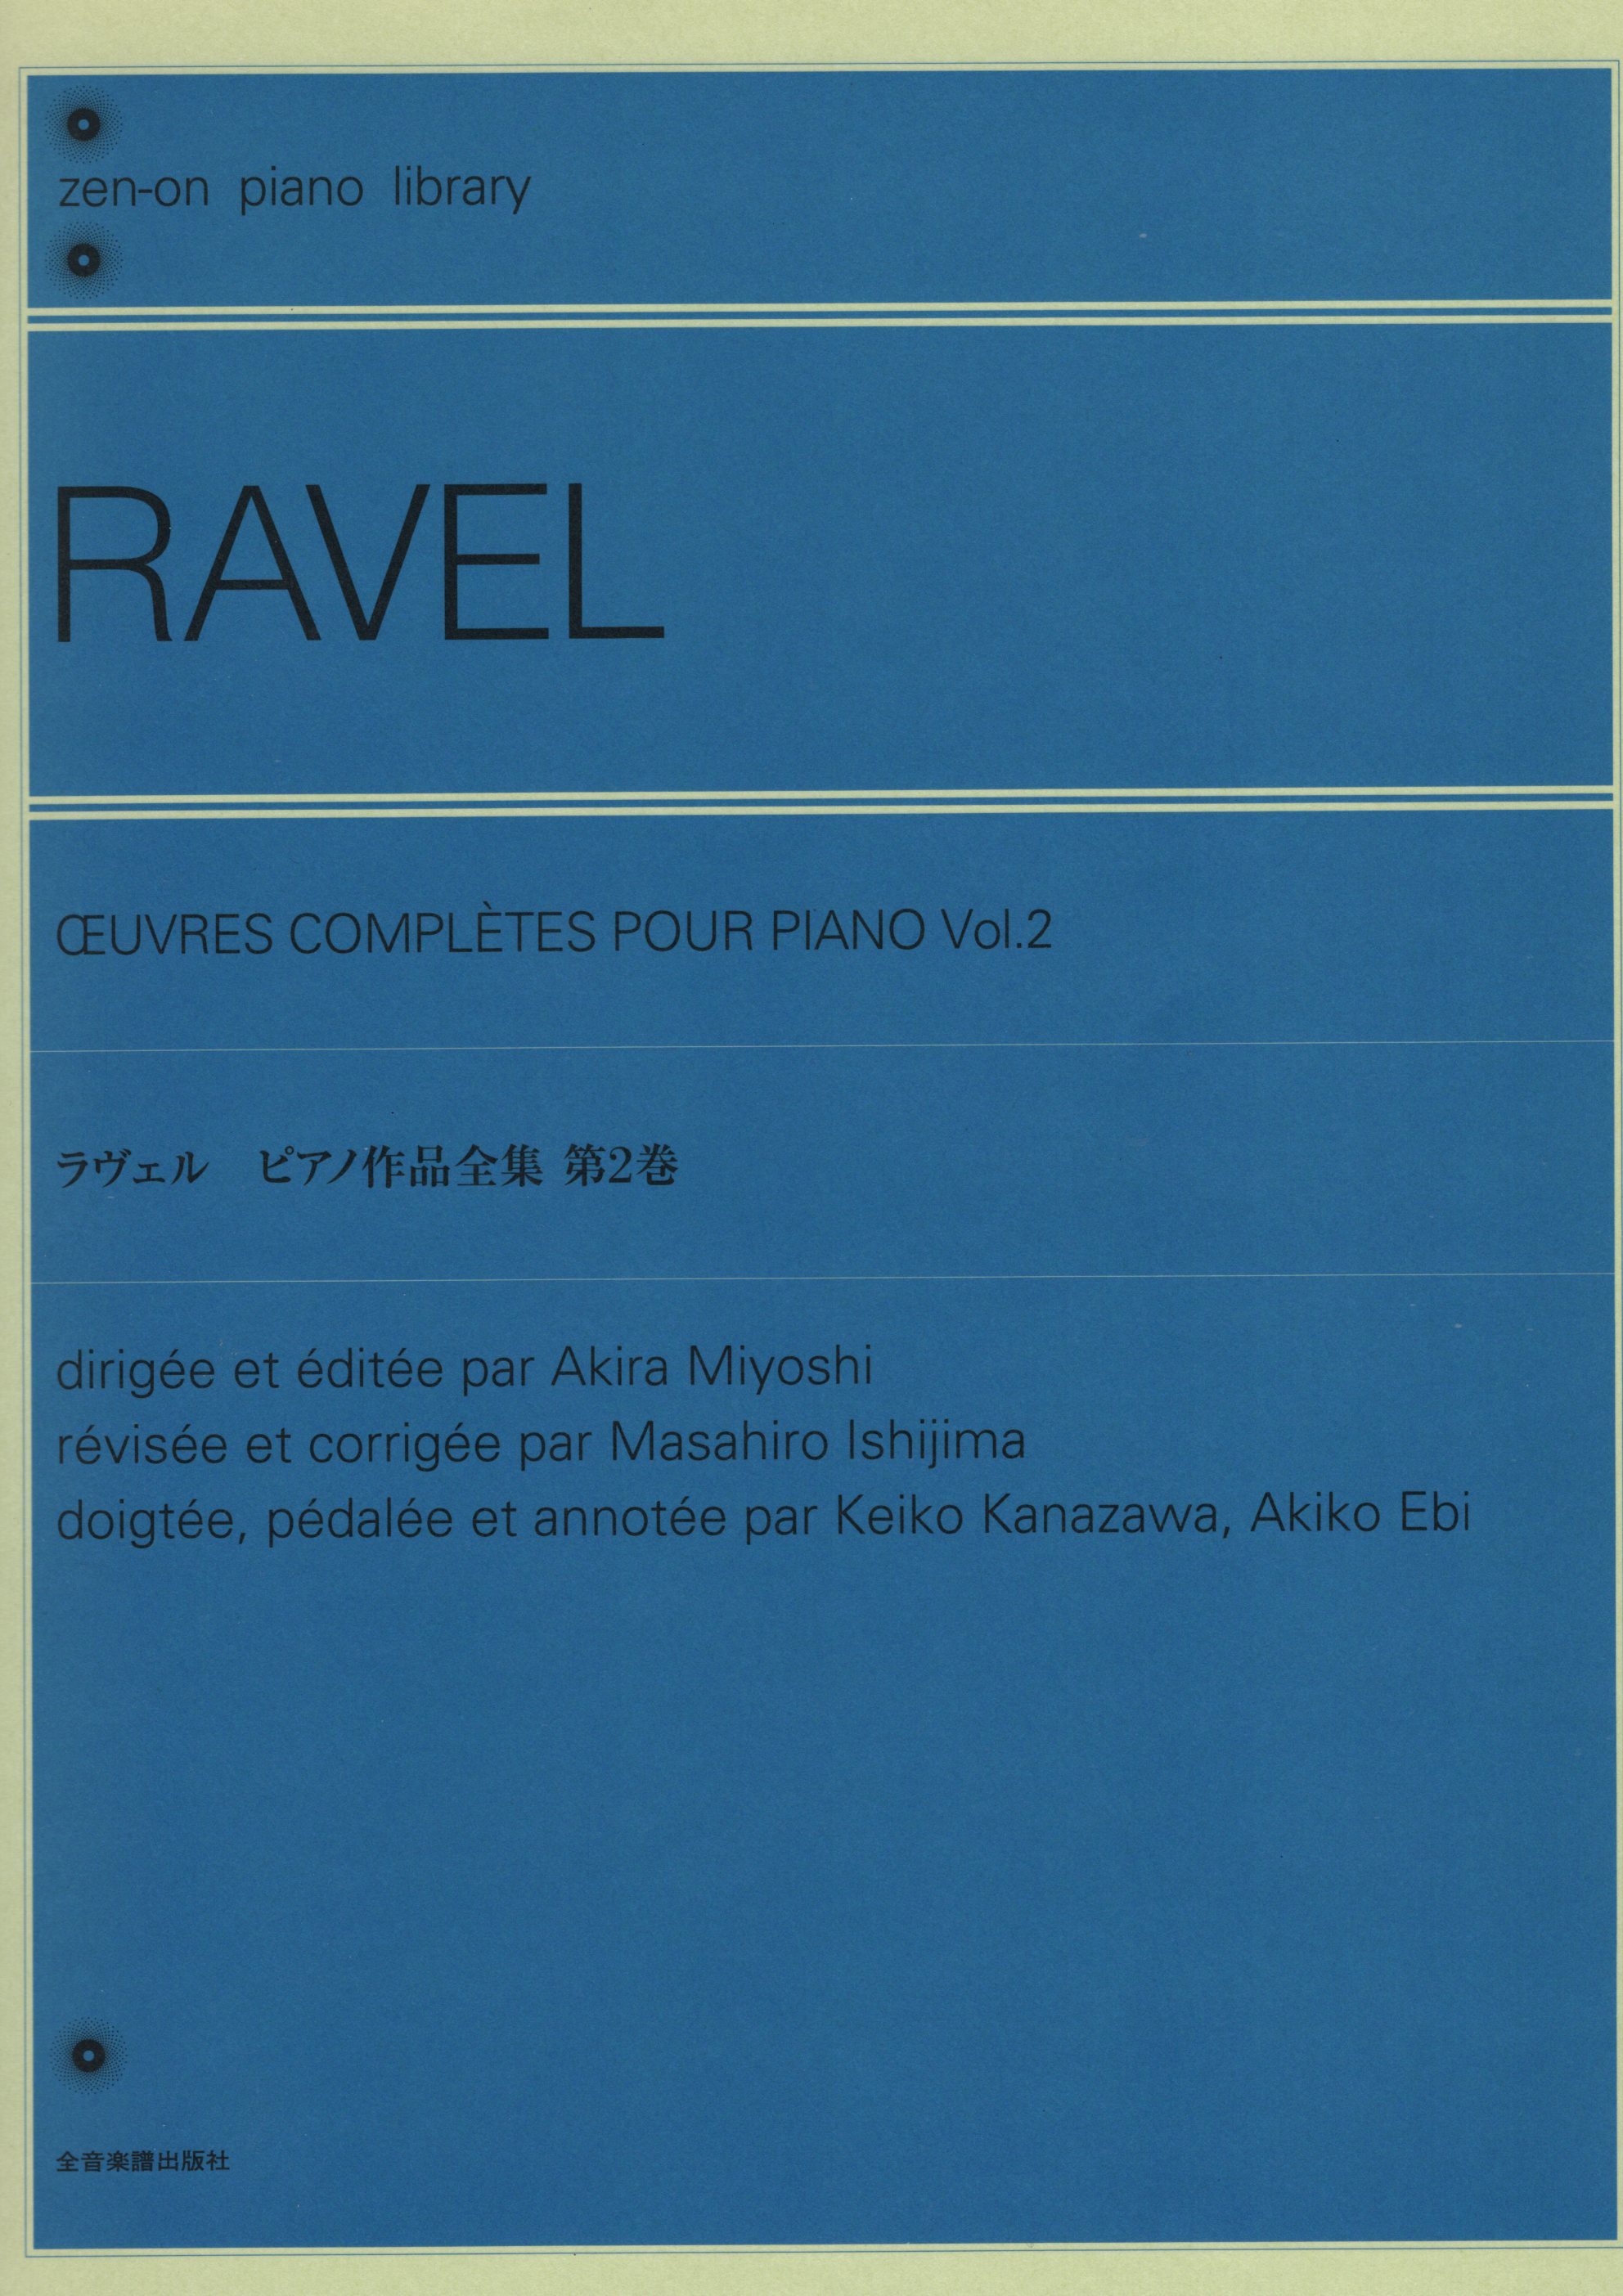 zen-on piano library
RAVEL
ŒUVRES COMPLÈTES POUR PIANO Vol.2
ラヴェル　ピアノ作品全集 第2巻
dirigée et éditée par Akira Miyoshi
révisée et corrigée par Masahiro Ishijima
doigtée, pédalée et annotée par Keiko Kanazawa, Akiko Ebi
全音楽譜出版社